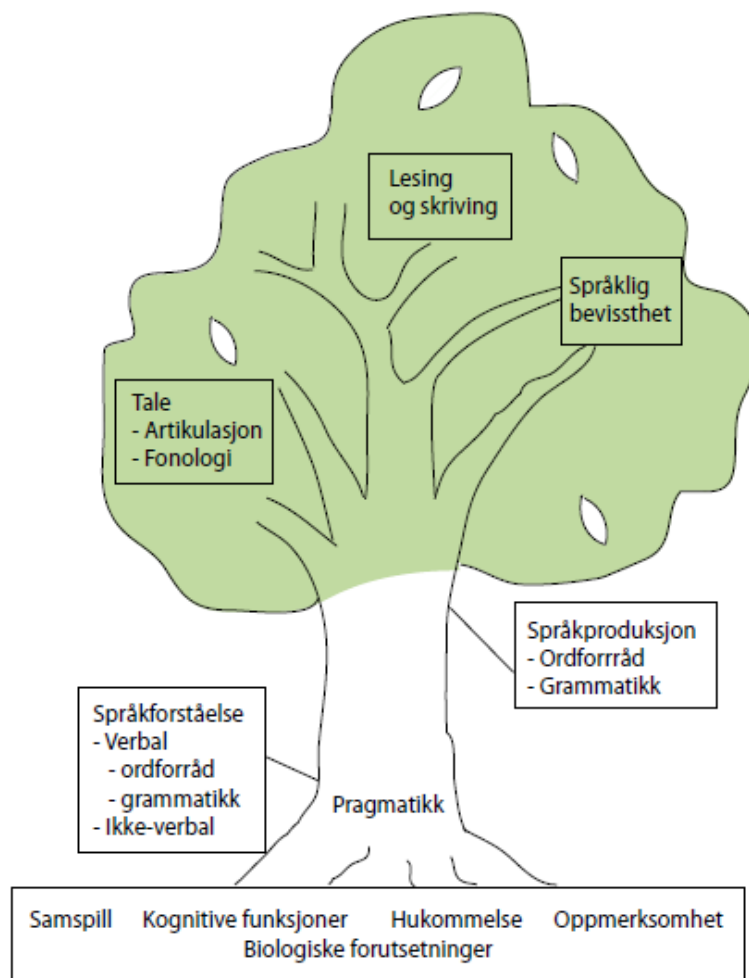 Lesing
og skriving
Språklig
bevissthet
Tale
- Artikulasjon
- Fonologi
Språkproduksjon
- Ordforrråd
- Grammatikk
Språkforståelse
- Verbal
- ordforråd
- grammatikk
- Ikke-verbal
Pragmatikk
Samspill Kognitive funksjoner Hukommelse Oppmerksomhet
Biologiske forutsetninger